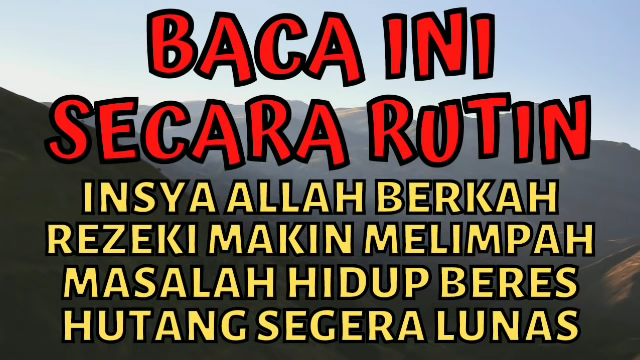 BACA INI
SECARA RUTIN
INSYA ALLAH BERKAH
REZEKI MAKIN MELIMPAH
MASALAH HIDUP BERES
HUTANG SEGERA LUNAS